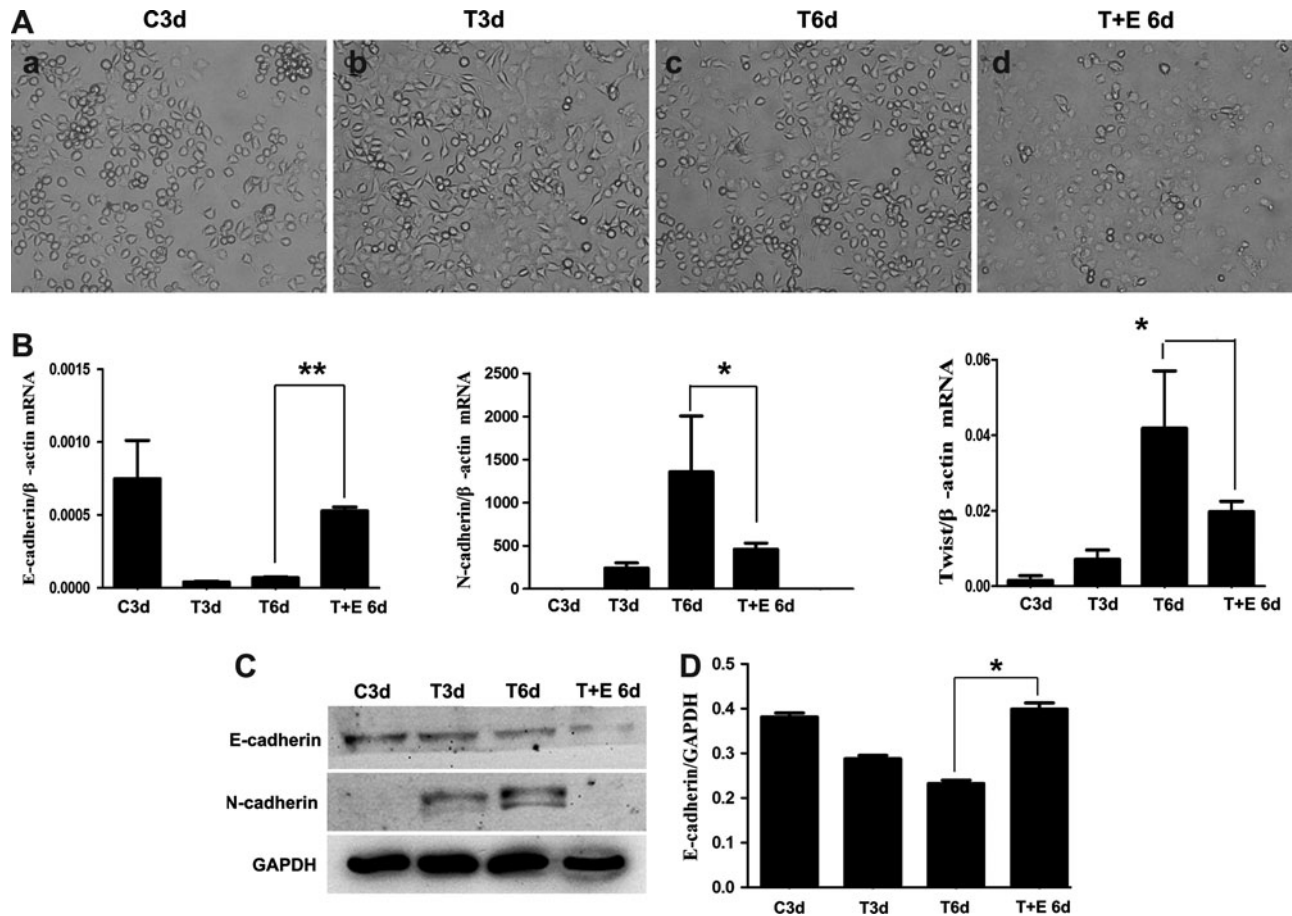 A
C3d
T3d
T6d
T+E 6d
a
b
c
d
B
E-cadherin/β -actin mRNA
0.0015
0.0010
0.0005
0.0000
**
C3d T3d T6d T+E 6d
N-cadherin/β -actin mRNA
2500
2000
1500
1000
500
0
*
C3d T3d T6d T+E 6d
Twist/β -actin mRNA
0.06
0.04
0.02
0.00
*
C3d T3d T6d T+E 6d
C
C3d T3d T6d T+E 6d
E-cadherin
N-cadherin
GAPDH
D
E-cadherin/GAPDH
0.5
0.4
0.3
0.2
0.1
0.0
*
C3d T3d T6d T+E 6d